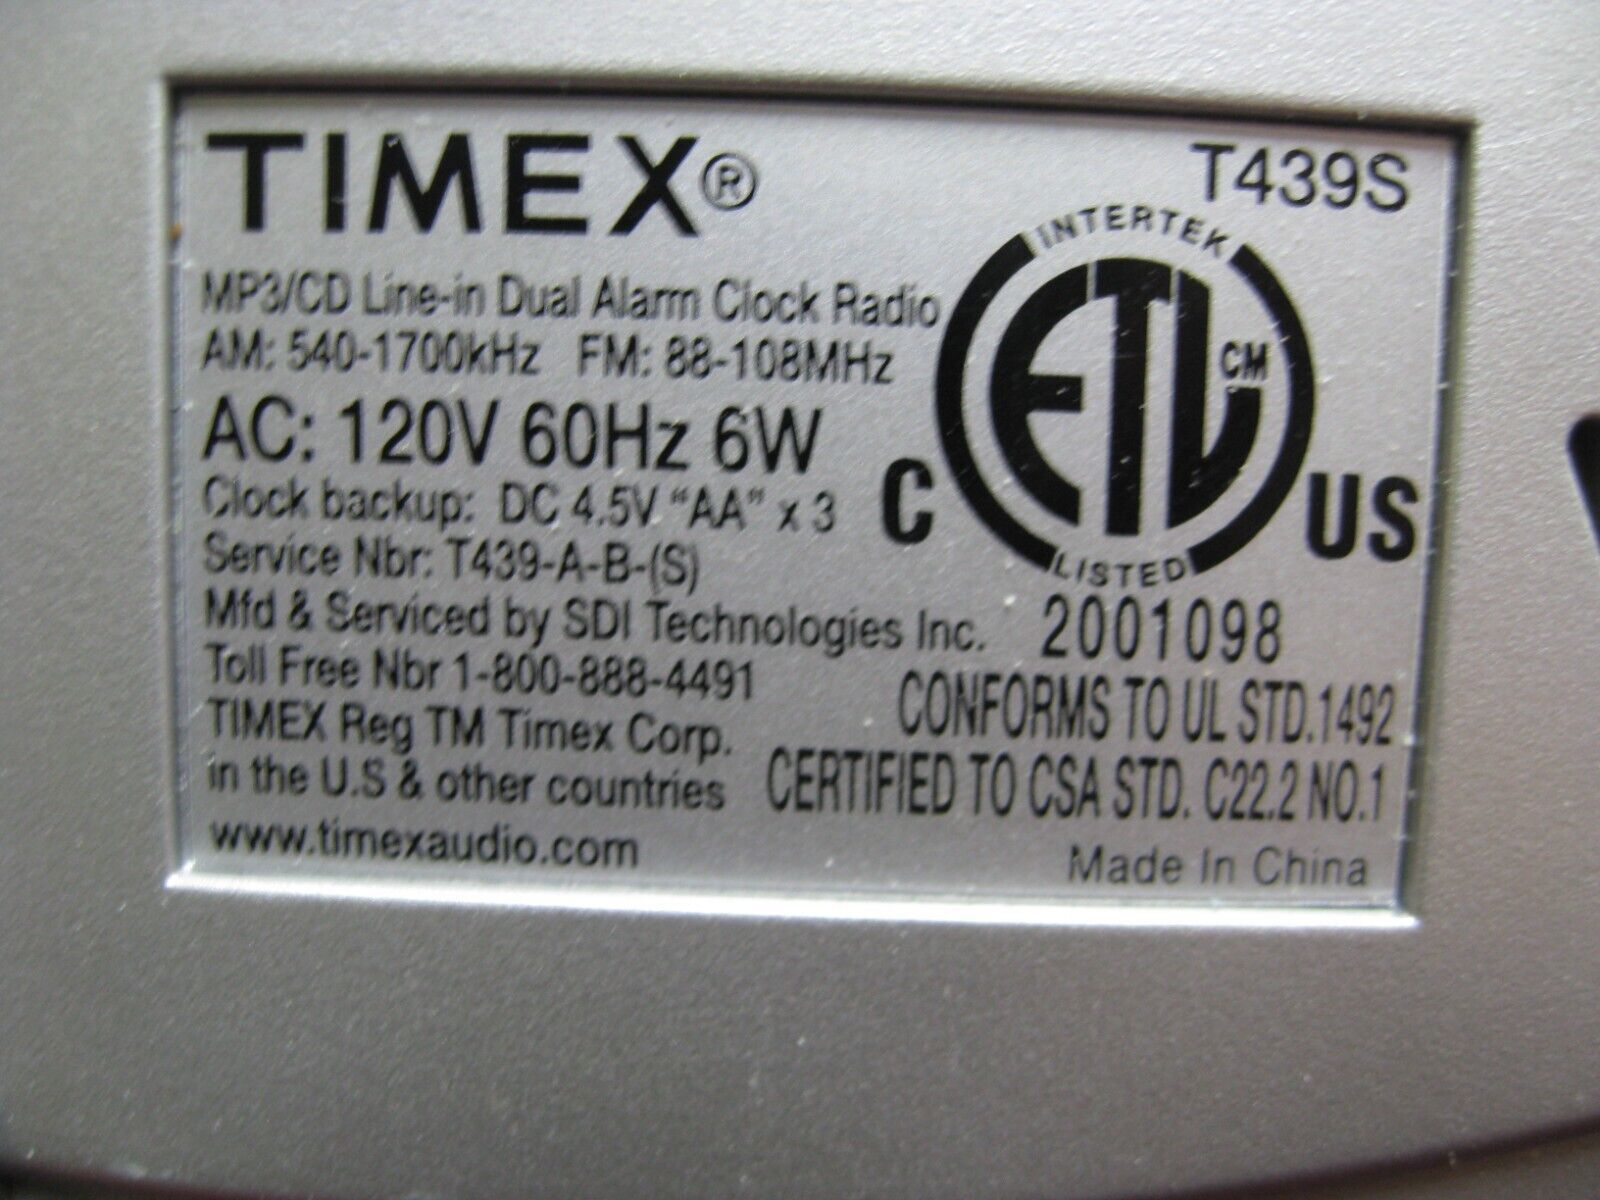 TIMEX®
T439S
MP3/CD Line-in Dual Alarm Clock Radio
AM: 540-1700kHz FM: 88-108MHz
AC: 120V 60Hz 6W
Clock backup: DC 4.5V "AA" x 3
Service Nbr: T439-A-B-(S)
Mfd & Serviced by SDI Technologies Inc.
Toll Free Nbr 1-800-888-4491
TIMEX Reg TM Timex Corp.
in the U.S & other countries
www.timexaudio.com
INTERTEK
ETL CM
C US
LISTED
2001098
CONFORMS TO UL STD.1492
CERTIFIED TO CSA STD. C22.2 NO.1
Made In China